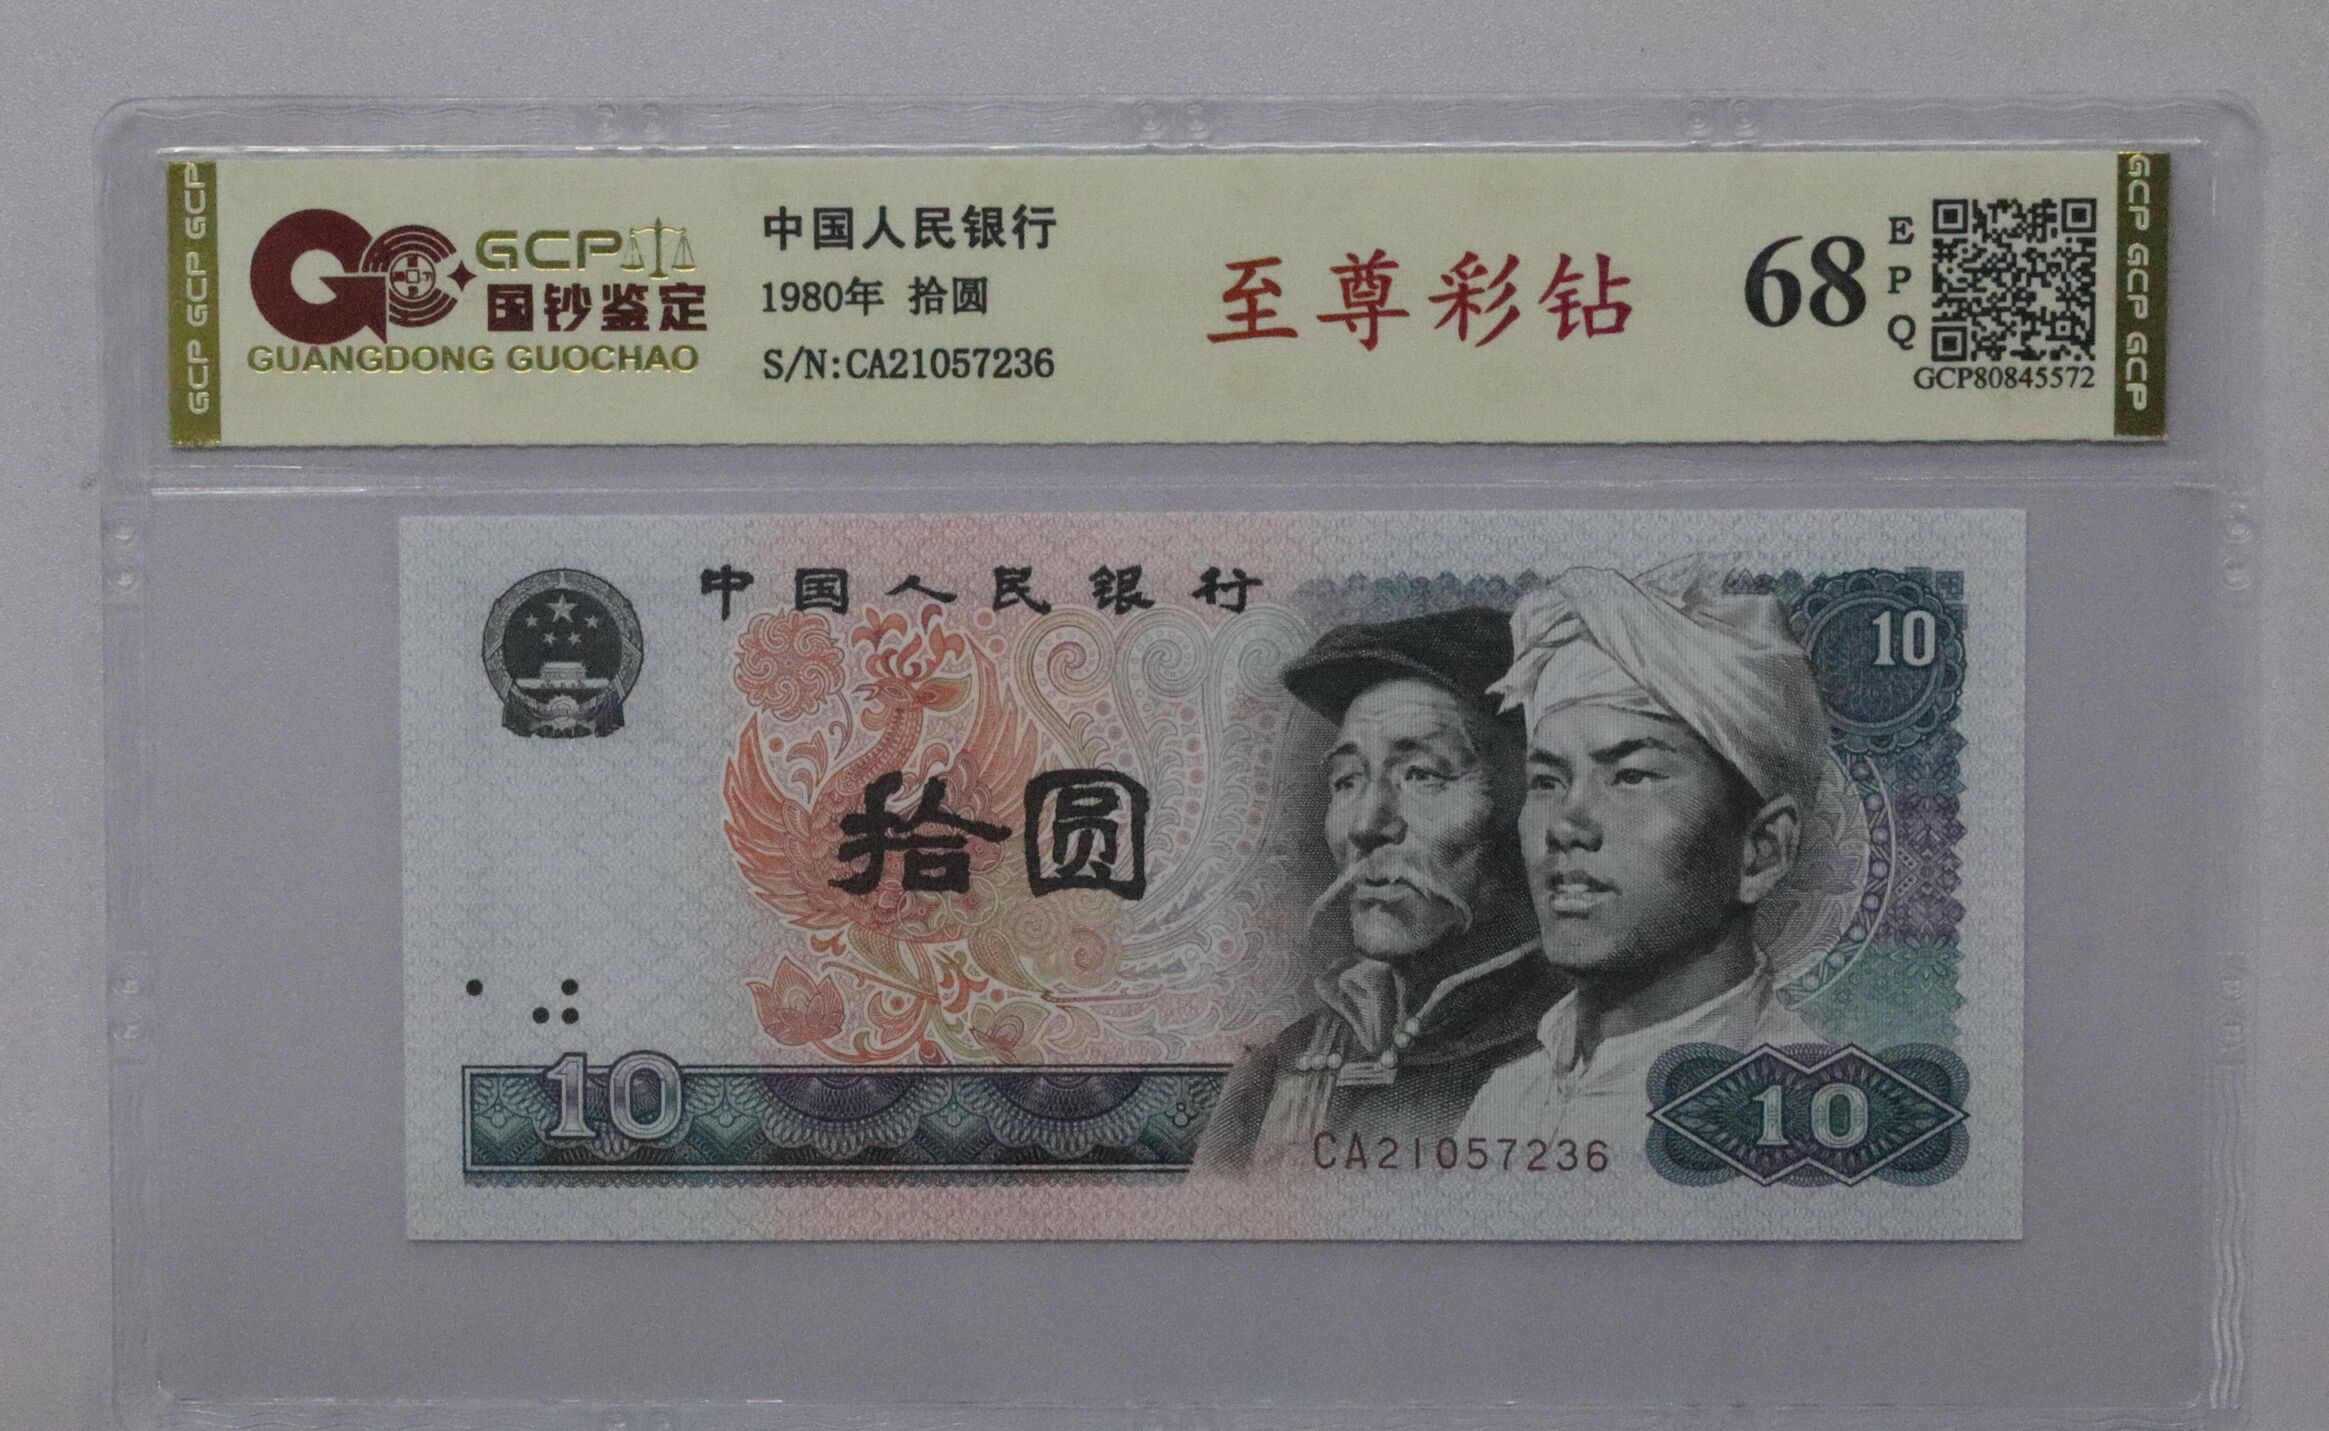 GCP GCP GCP
GCP
国钞鉴定
GUANGDONG GUOCHAO
中国人民银行
1980年 拾圆
S/N:CA21057236
至尊彩钻
68
EPQ
GCP80845572
GCP GCP GCP
中国人民银行
10
拾圆
10
CA21057236
10